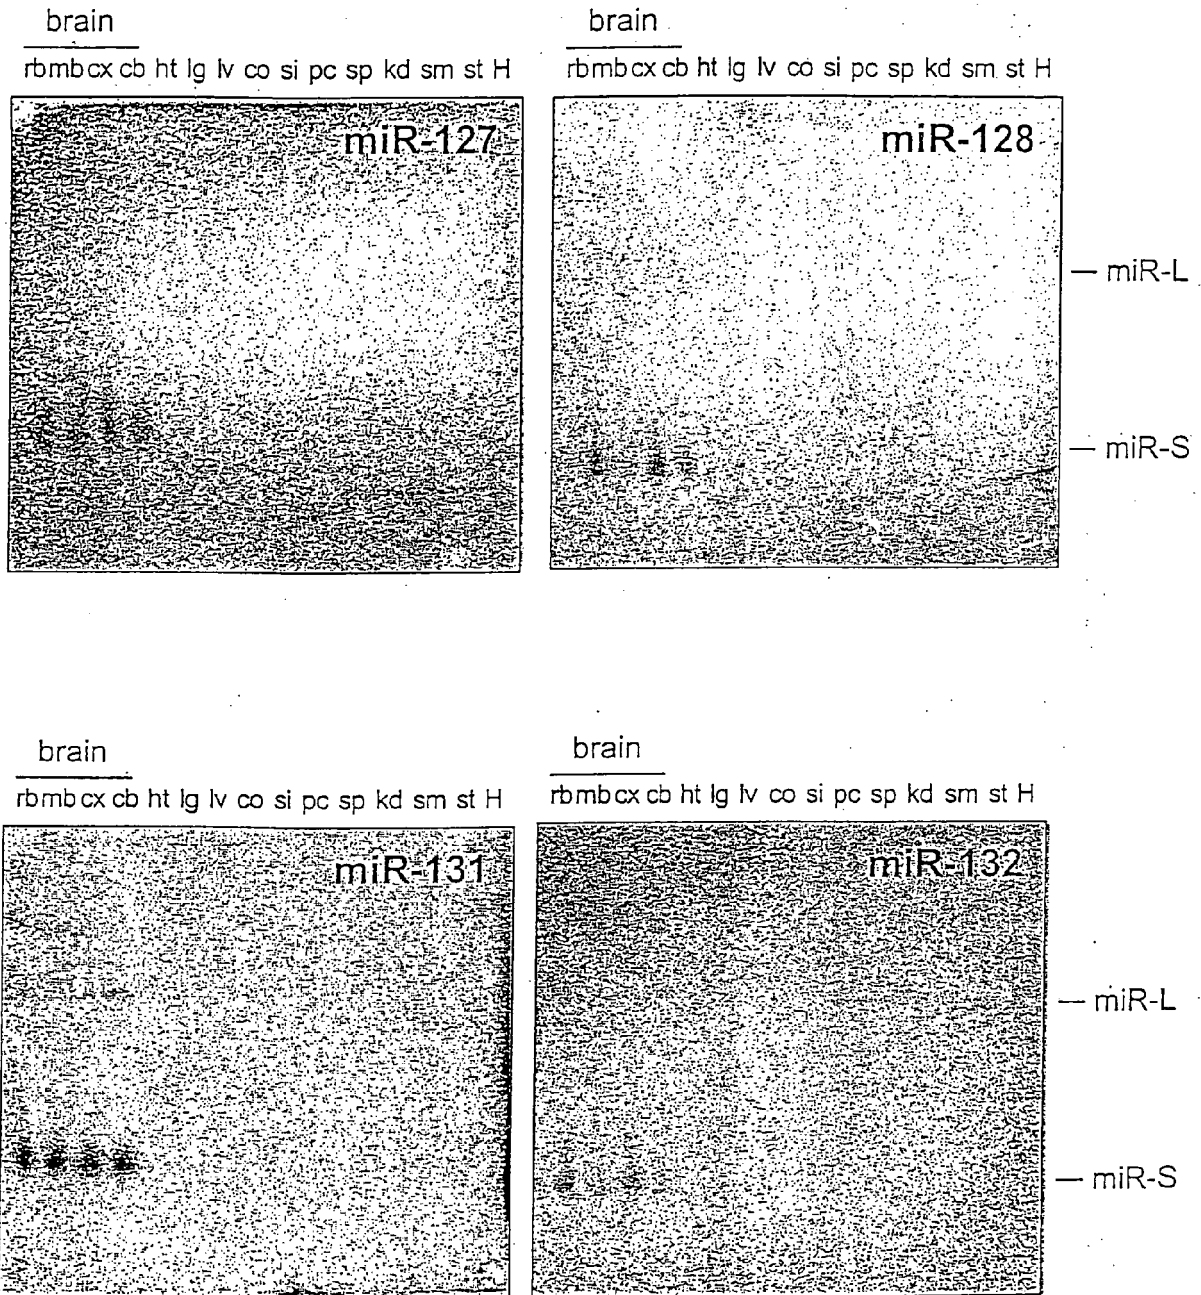 brain
brain
rb mb cx cb ht lg lv co si pc sp kd sm st H
rb mb cx cb ht lg lv co si pc sp kd sm st H
miR-127
miR-128
— miR-L
— miR-S
brain
brain
rb mb cx cb ht lg lv co si pc sp kd sm st H
rb mb cx cb ht lg lv co si pc sp kd sm st H
miR-131
miR-132
— miR-L
— miR-S